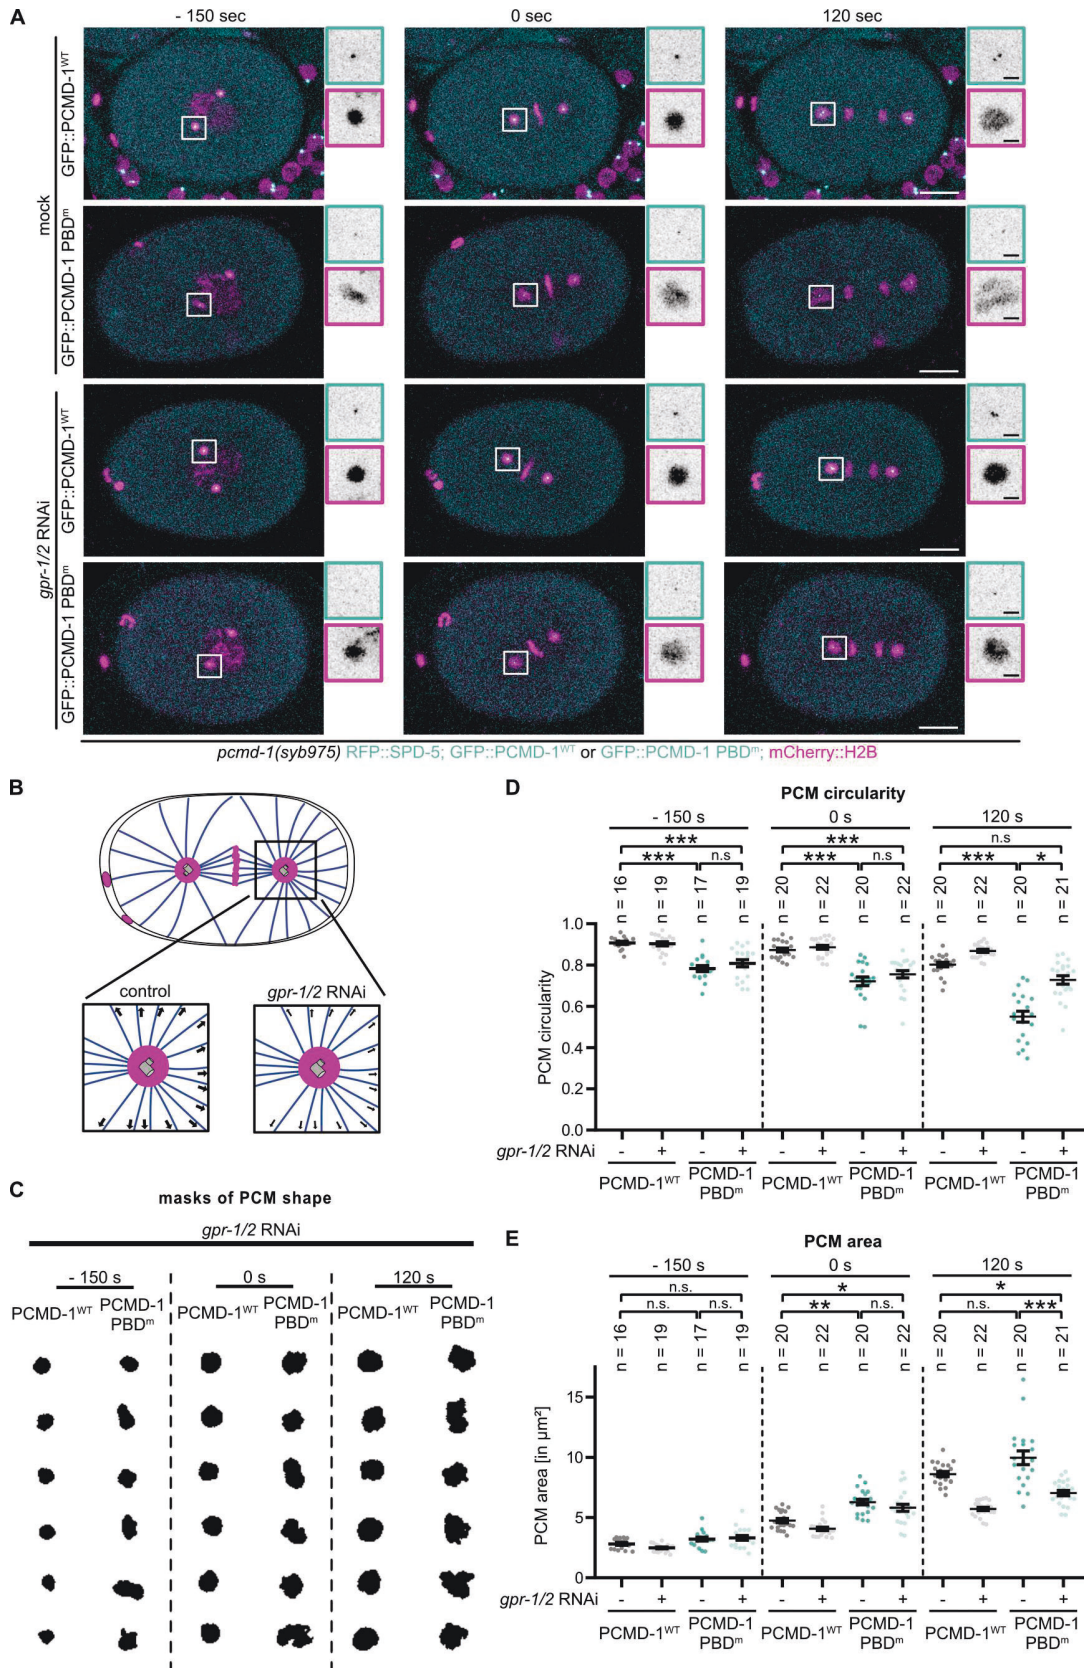 A
- 150 sec
0 sec
120 sec
mock
GFP::PCMD-1WT
GFP::PCMD-1 PBDm
gpr-1/2 RNAi
GFP::PCMD-1WT
GFP::PCMD-1 PBDm
pcmd-1(syb975) RFP::SPD-5; GFP::PCMD-1WT or GFP::PCMD-1 PBDm; mCherry::H2B
B
control
gpr-1/2 RNAi
C
masks of PCM shape
gpr-1/2 RNAi
- 150 s
0 s
120 s
PCMD-1WT PCMD-1 PBDm
PCMD-1WT PCMD-1 PBDm
PCMD-1WT PCMD-1 PBDm
D
PCM circularity
- 150 s
0 s
120 s
*** *** n.s
*** *** n.s
n.s *** *
n = 16 n = 19 n = 17 n = 19 n = 20 n = 22 n = 20 n = 22 n = 20 n = 20 n = 20 n = 21
PCM circularity
1.0
0.8
0.6
0.4
0.2
0.0
gpr-1/2 RNAi - + - + - + - + - + - +
PCMD-1WT PCMD-1 PBDm PCMD-1WT PCMD-1 PBDm PCMD-1WT PCMD-1 PBDm
E
PCM area
- 150 s
0 s
120 s
n.s. n.s. n.s.
* ** n.s.
* n.s. ***
n = 16 n = 19 n = 17 n = 19 n = 20 n = 22 n = 20 n = 22 n = 20 n = 20 n = 20 n = 21
PCM area [in µm²]
15
10
5
0
gpr-1/2 RNAi - + - + - + - + - + - +
PCMD-1WT PCMD-1 PBDm PCMD-1WT PCMD-1 PBDm PCMD-1WT PCMD-1 PBDm